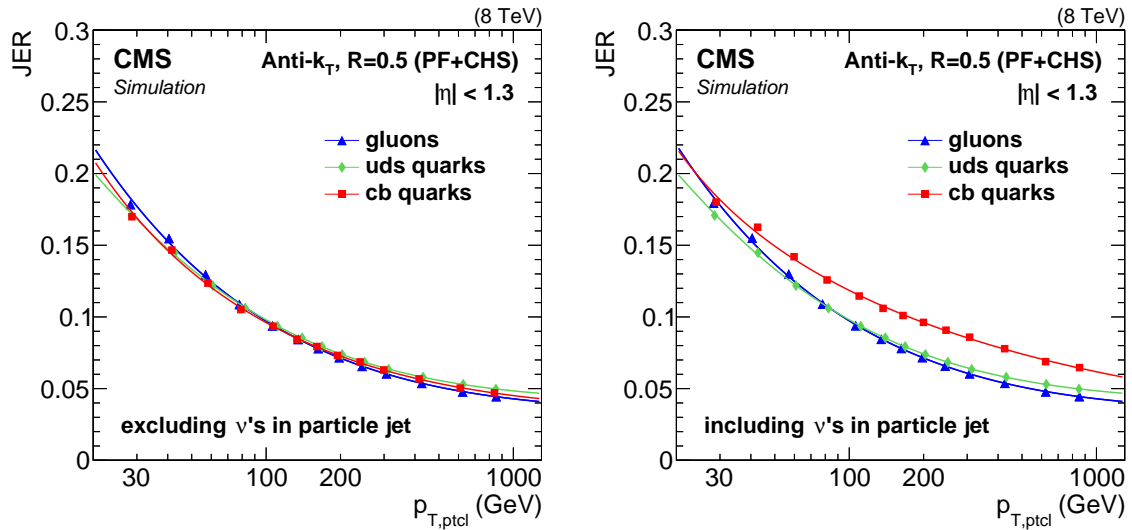 (8 TeV)
JER
0.3
0.25
0.2
0.15
0.1
0.05
0
CMS
Simulation
Anti-k_T, R=0.5 (PF+CHS)
|η| < 1.3
gluons
uds quarks
cb quarks
excluding ν's in particle jet
30 100 200 1000
p_T,ptcl (GeV)
(8 TeV)
JER
0.3
0.25
0.2
0.15
0.1
0.05
0
CMS
Simulation
Anti-k_T, R=0.5 (PF+CHS)
|η| < 1.3
gluons
uds quarks
cb quarks
including ν's in particle jet
30 100 200 1000
p_T,ptcl (GeV)